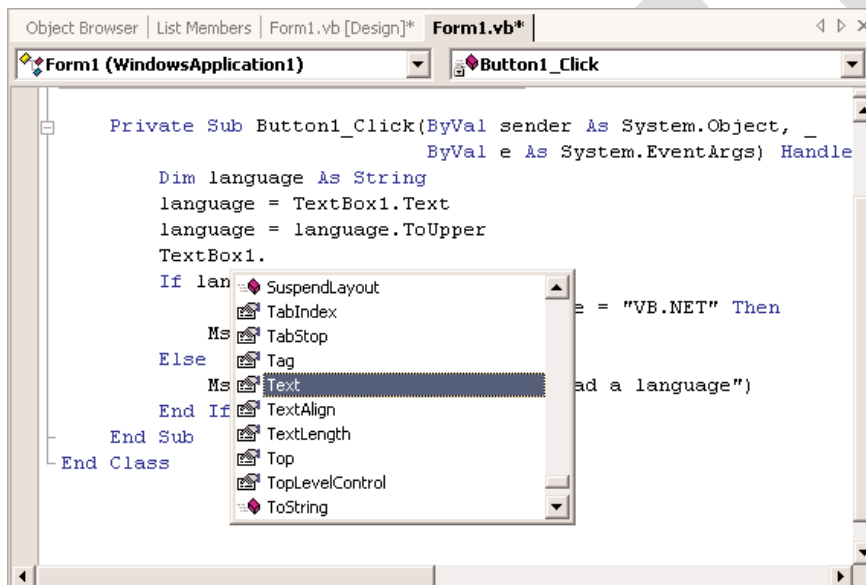 Object Browser | List Members | Form1.vb [Design]* Form1.vb*
Form1 (WindowsApplication1) Button1_Click
Private Sub Button1_Click(ByVal sender As System.Object, _
ByVal e As System.EventArgs) Handle
Dim language As String
language = TextBox1.Text
language = language.ToUpper
TextBox1.
If lan
SuspendLayout
TabIndex
e = "VB.NET" Then
Ms
TabStop
Else
Tag
Ms
Text
ad a language")
End If
TextAlign
End Sub
TextLength
End Class
Top
TopLevelControl
ToString